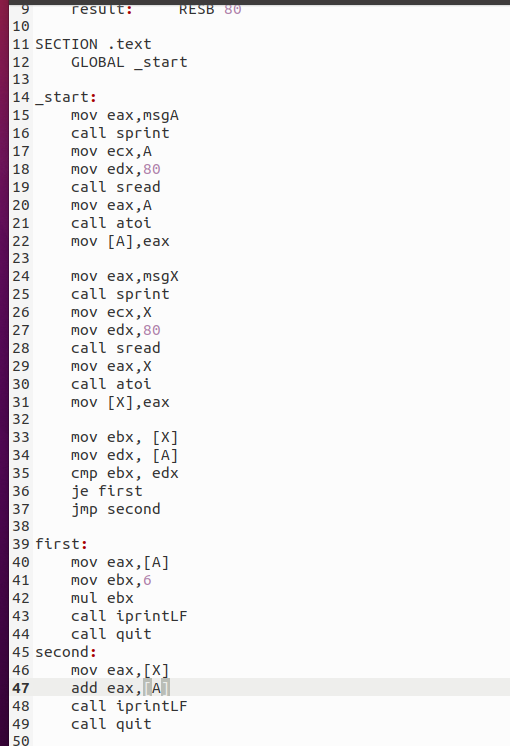 9 result: RESB 80
10
11 SECTION .text
12 GLOBAL _start
13
14 _start:
15 mov eax,msgA
16 call sprint
17 mov ecx,A
18 mov edx,80
19 call sread
20 mov eax,A
21 call atoi
22 mov [A],eax
23
24 mov eax,msgX
25 call sprint
26 mov ecx,X
27 mov edx,80
28 call sread
29 mov eax,X
30 call atoi
31 mov [X],eax
32
33 mov ebx, [X]
34 mov edx, [A]
35 cmp ebx, edx
36 je first
37 jmp second
38
39 first:
40 mov eax,[A]
41 mov ebx,6
42 mul ebx
43 call iprintLF
44 call quit
45 second:
46 mov eax,[X]
47 add eax,[A]
48 call iprintLF
49 call quit
50